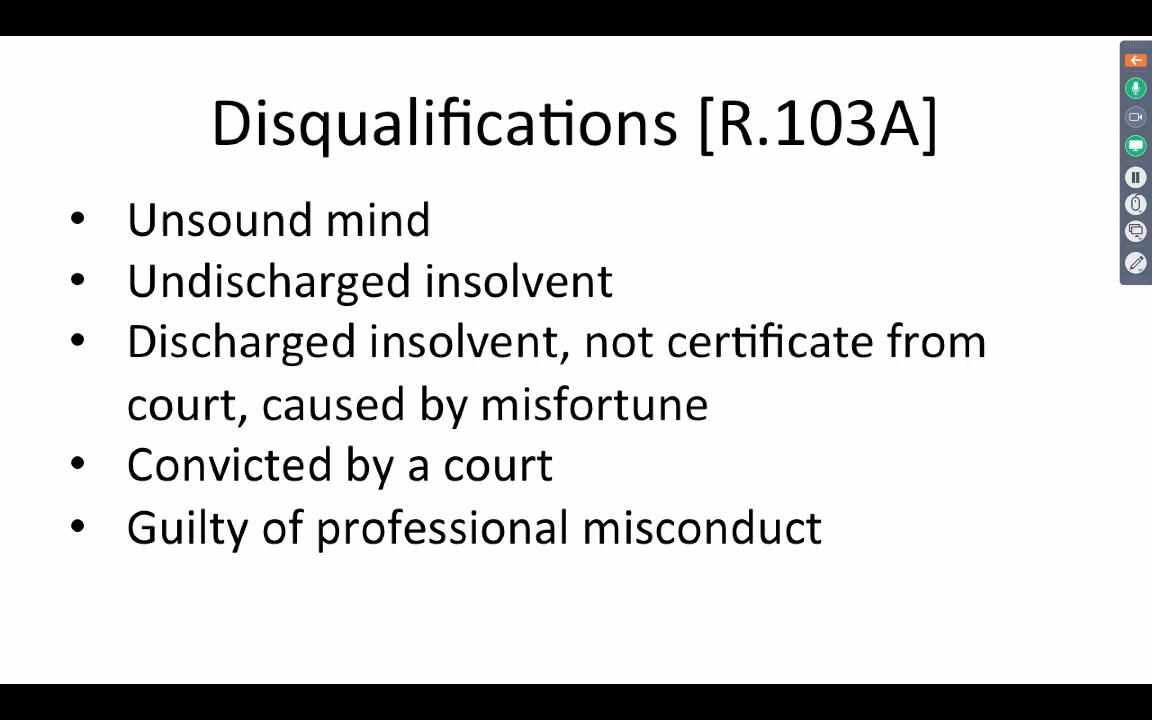 Disqualifications [R.103A]
• Unsound mind
• Undischarged insolvent
• Discharged insolvent, not certificate from
court, caused by misfortune
• Convicted by a court
• Guilty of professional misconduct